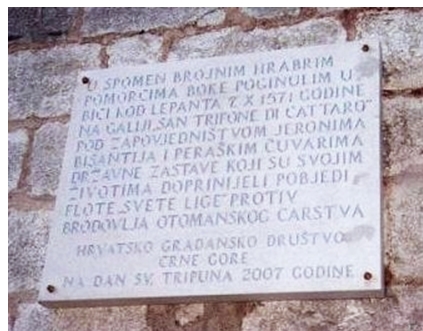 U SPOMEN BROJNIM HRABRIM
POMORCIMA BOKE POGINULIM U
BICI KOD LEPANTA 7. X 1571 GODINE
NA GALIJI „SAN TRIFONE DI CATTARO”
POD ZAPOVJEDNIŠTVOM JERONIMA
BISANTIJA I PERAŠKIM ČUVARIMA
DRŽAVNE ZASTAVE KOJI SU SVOJIM
ŽIVOTIMA DOPRINIJELI POBJEDI
FLOTE „SVETE LIGE” PROTIV
BRODOVLJA OTOMANSKOG CARSTVA
HRVATSKO GRAĐANSKO DRUŠTVO
CRNE GORE
NA DAN SV. TRIPUNA 2007 GODINE